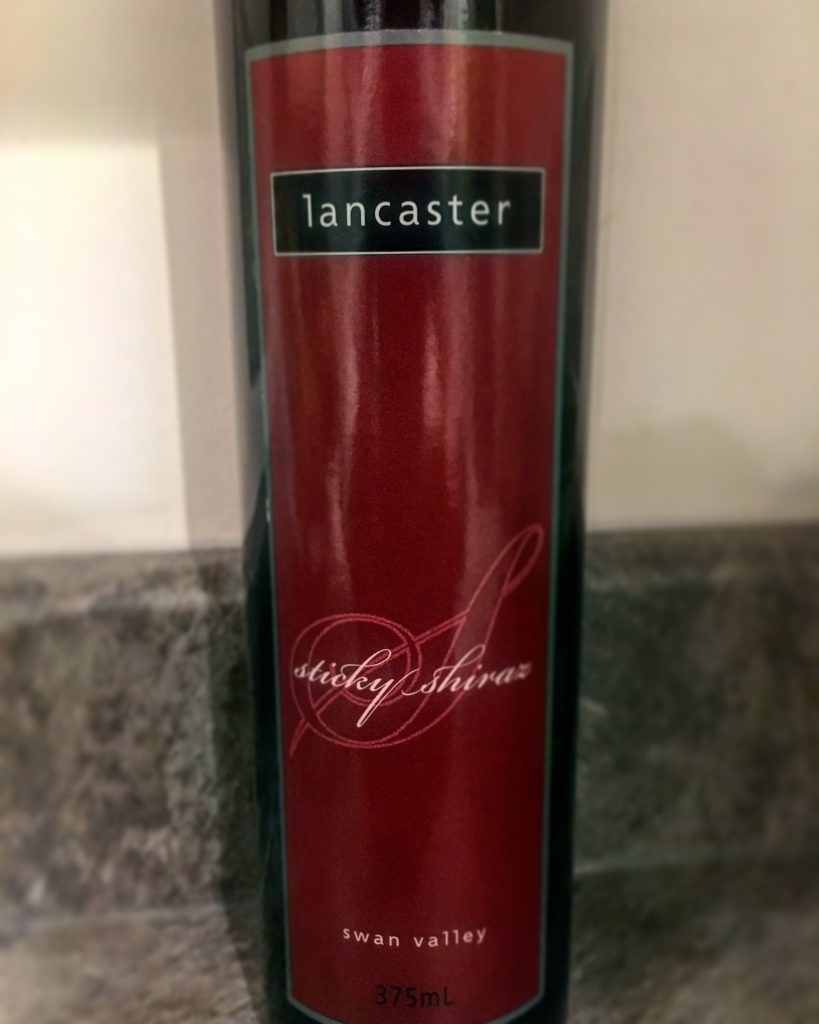 lancaster
sticky shiraz
swan valley
375mL